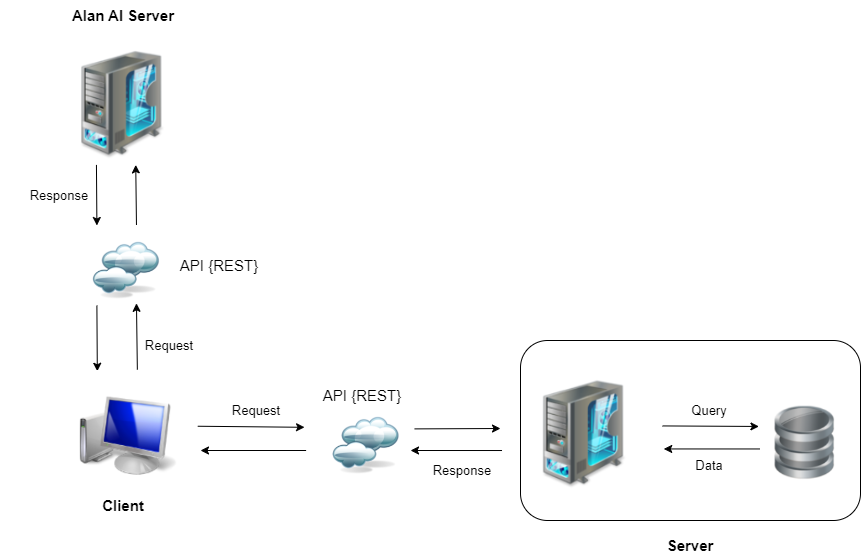 Alan AI Server
Response
API {REST}
Request
Client
Request
API {REST}
Response
Query
Data
Server